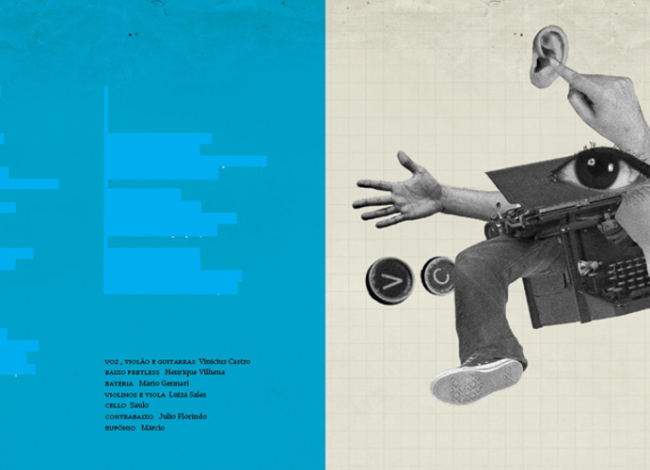 VOZ, VIOLÃO E GUITARRAS Vinicius Castro
BAIXO FRETLESS Henrique Vilhena
BATERIA Mario Gennari
VIOLINOS E VIOLA Luiza Sales
CELLO Saulo
CONTRABAIXO Julio Florindo
EUFÔNIO Márcio
V
C